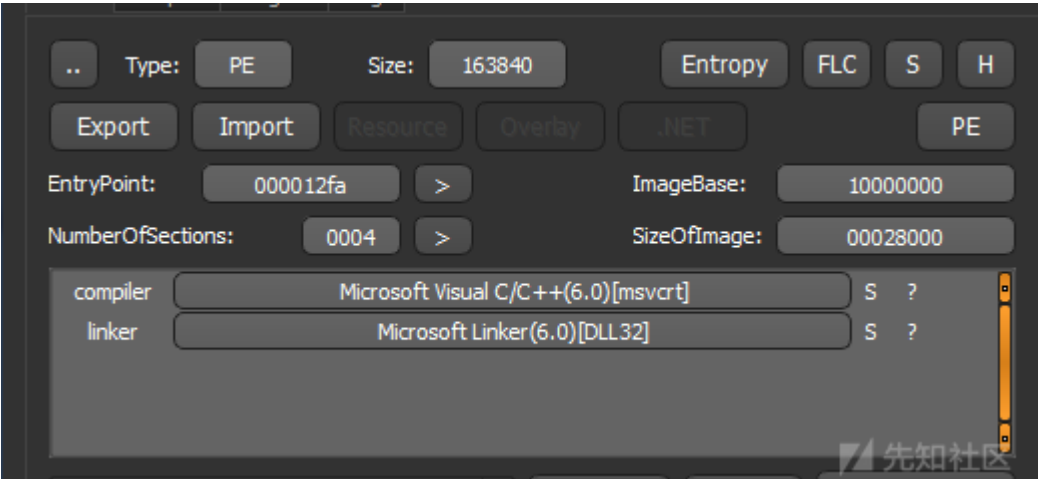 .. Type: PE Size: 163840 Entropy FLC S H
Export Import Resource Overlay .NET PE
EntryPoint: 000012fa > ImageBase: 10000000
NumberOfSections: 0004 > SizeOfImage: 00028000
compiler Microsoft Visual C/C++(6.0)[msvcrt] S ?
linker Microsoft Linker(6.0)[DLL32] S ?
先知社区